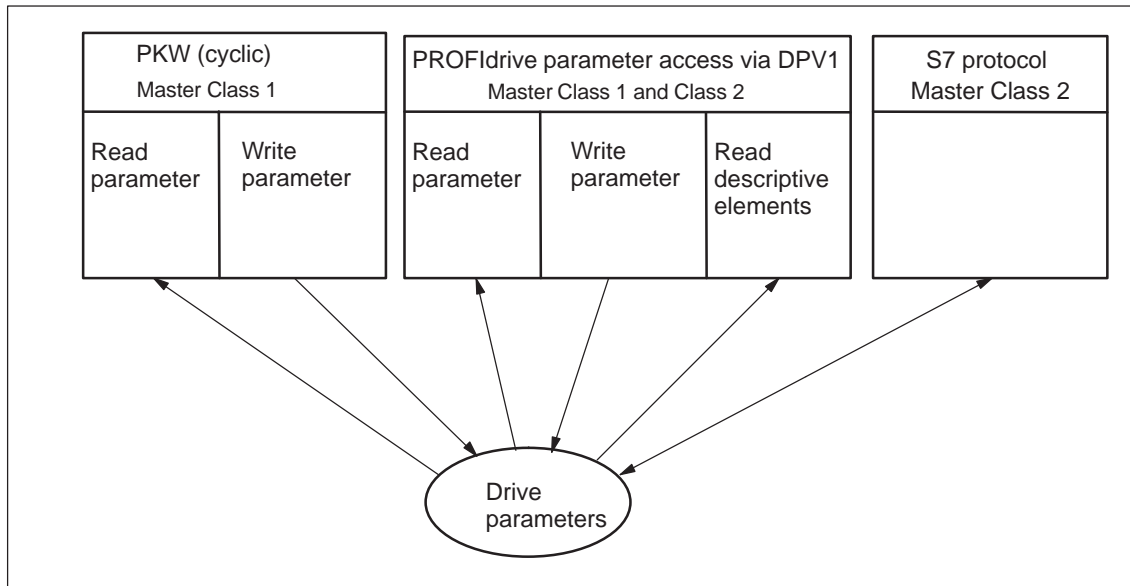 PKW (cyclic)
Master Class 1
Read
parameter
Write
parameter
PROFIdrive parameter access via DPV1
Master Class 1 and Class 2
Read
parameter
Write
parameter
Read
descriptive
elements
S7 protocol
Master Class 2
Drive
parameters